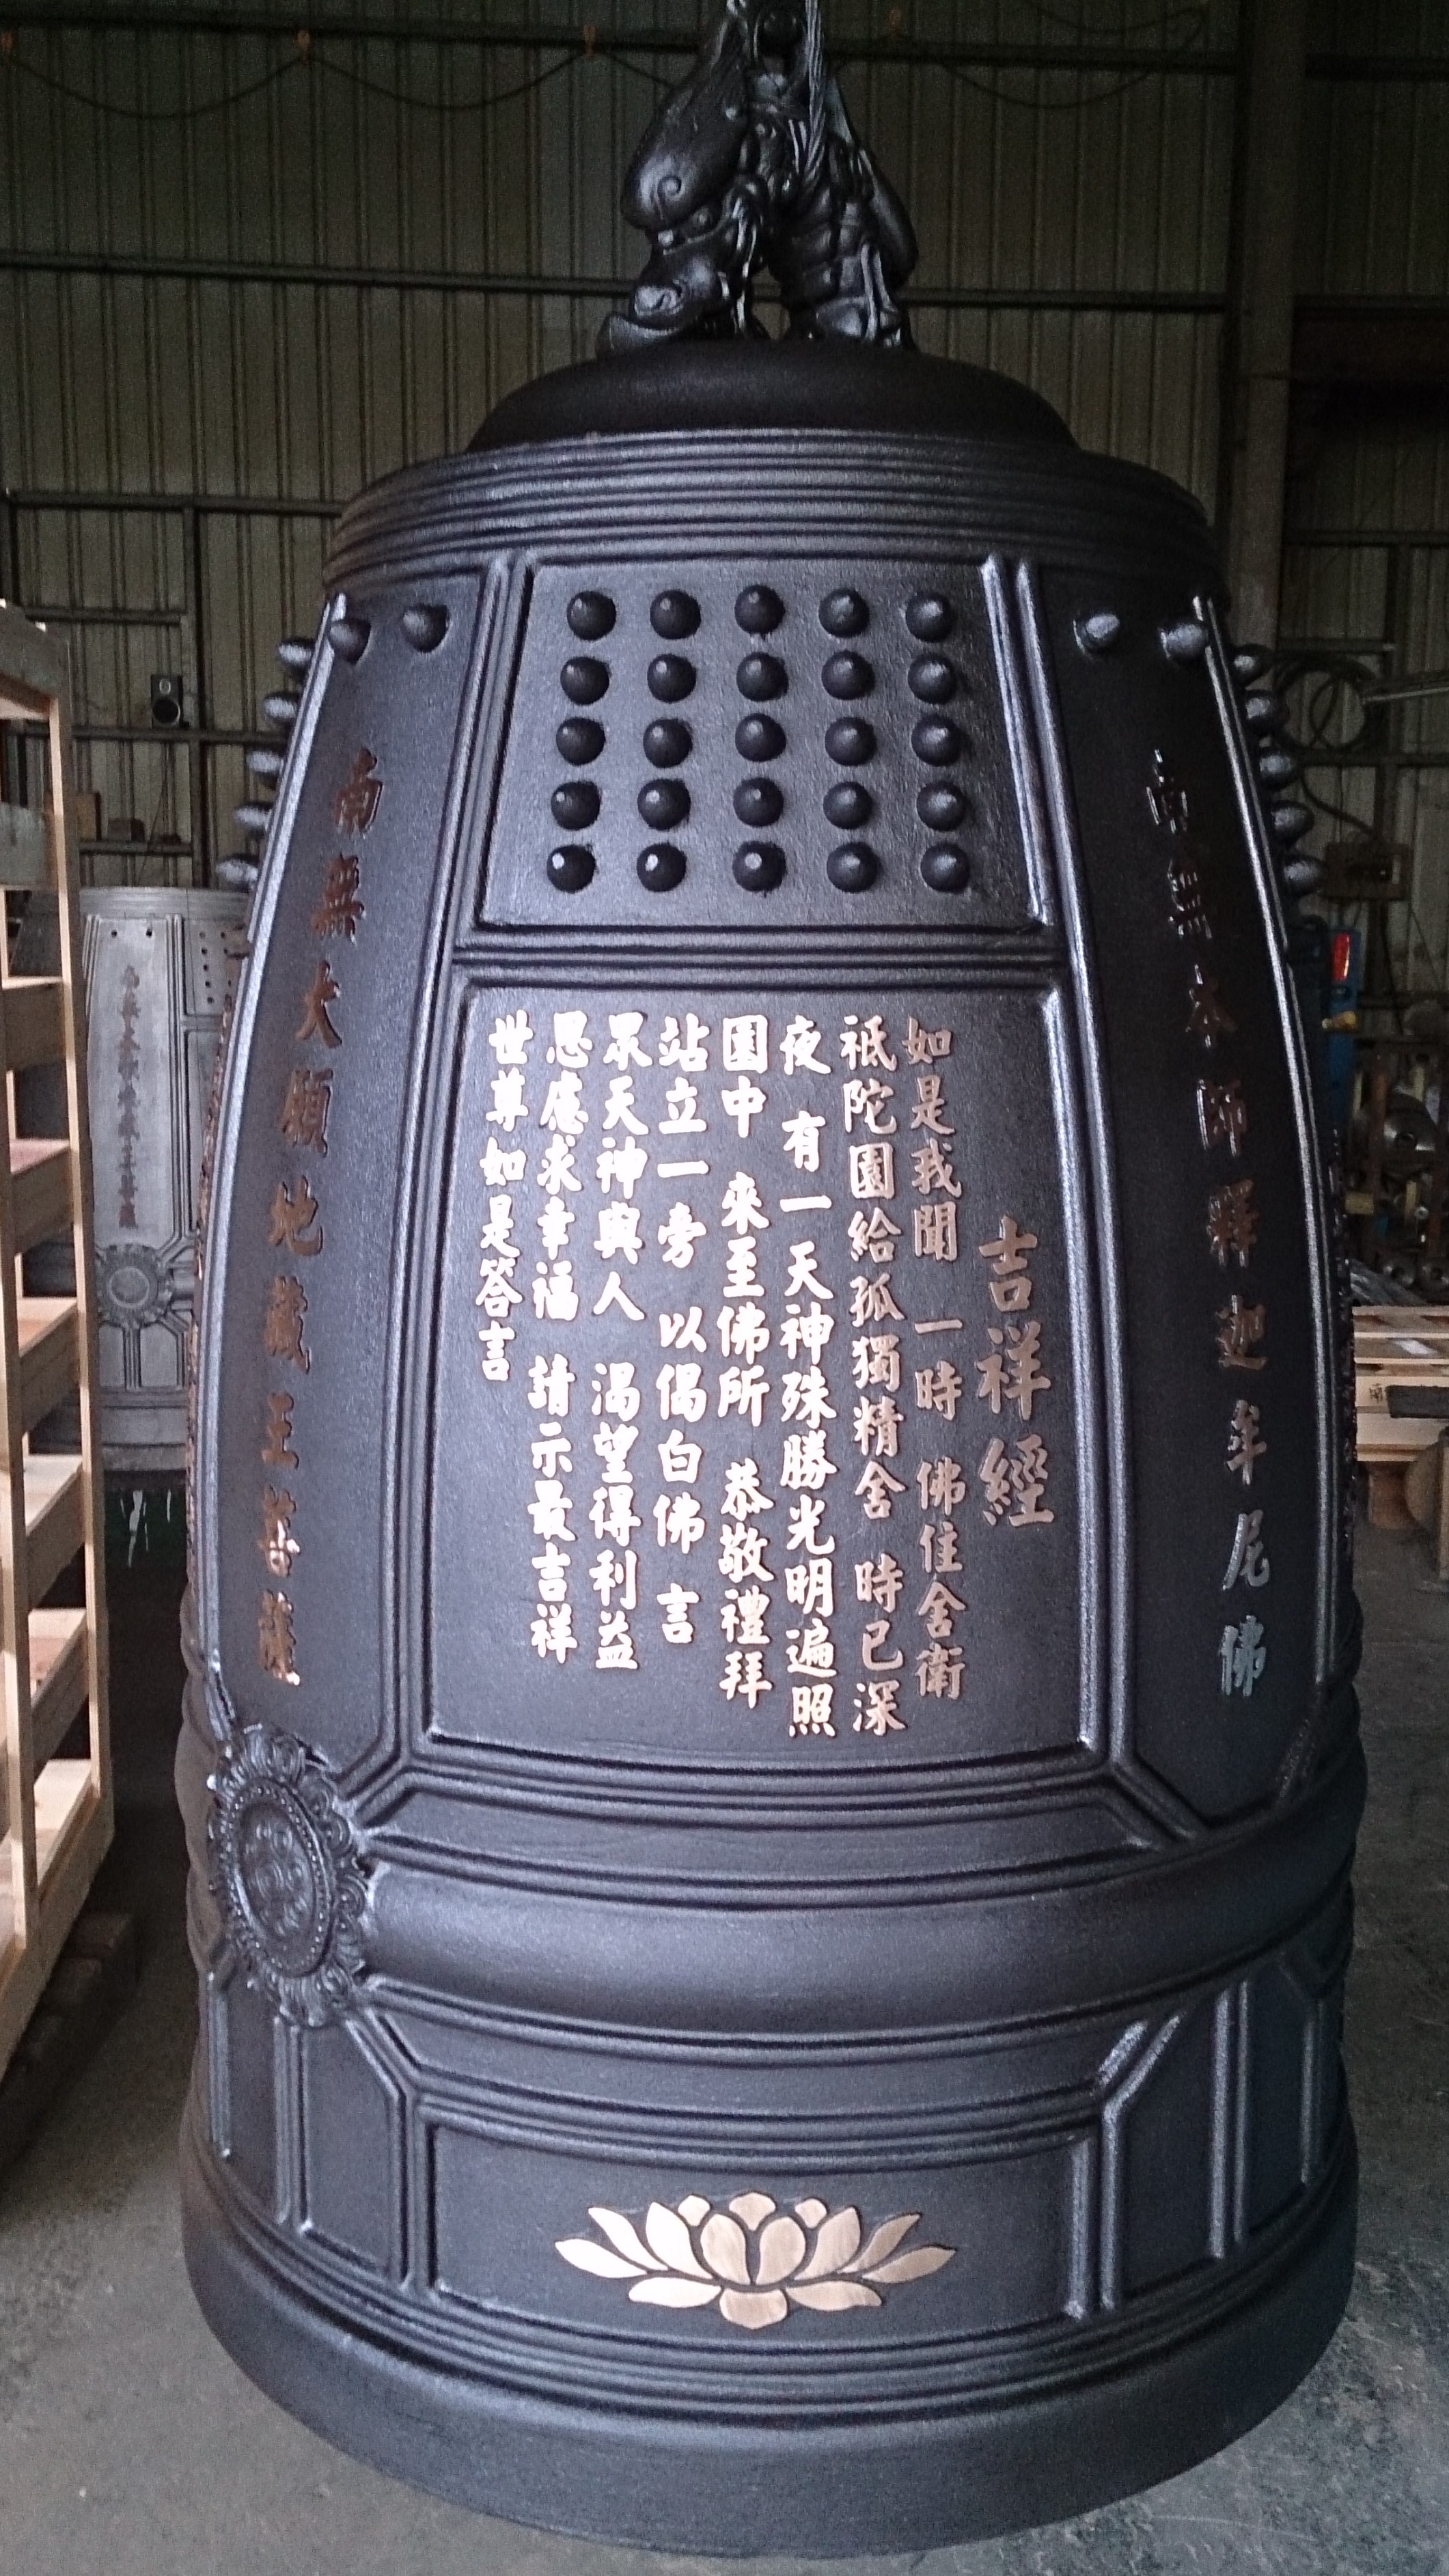 南無本師釋迦牟尼佛
吉祥經
如是我聞 一時 佛住舍衛
祇陀園給孤獨精舍 時已深
夜 有一天神殊勝光明遍照
園中 來至佛所 恭敬禮拜
站立一旁 以偈白佛 言
眾天神與人 渴望得利益
思慮求幸福 請示最吉祥
世尊如是答言
南無大願地藏王菩薩